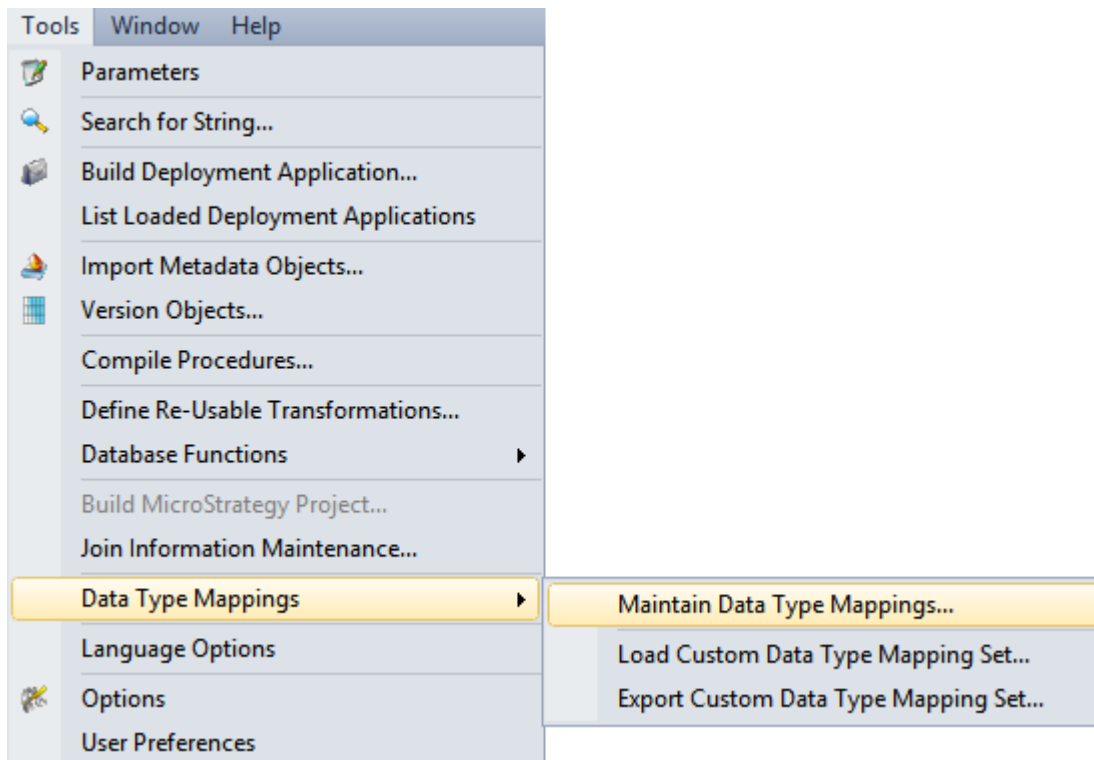 Tools Window Help
Parameters
Search for String...
Build Deployment Application...
List Loaded Deployment Applications
Import Metadata Objects...
Version Objects...
Compile Procedures...
Define Re-Usable Transformations...
Database Functions
Build MicroStrategy Project...
Join Information Maintenance...
Data Type Mappings
Maintain Data Type Mappings...
Load Custom Data Type Mapping Set...
Export Custom Data Type Mapping Set...
Language Options
Options
User Preferences